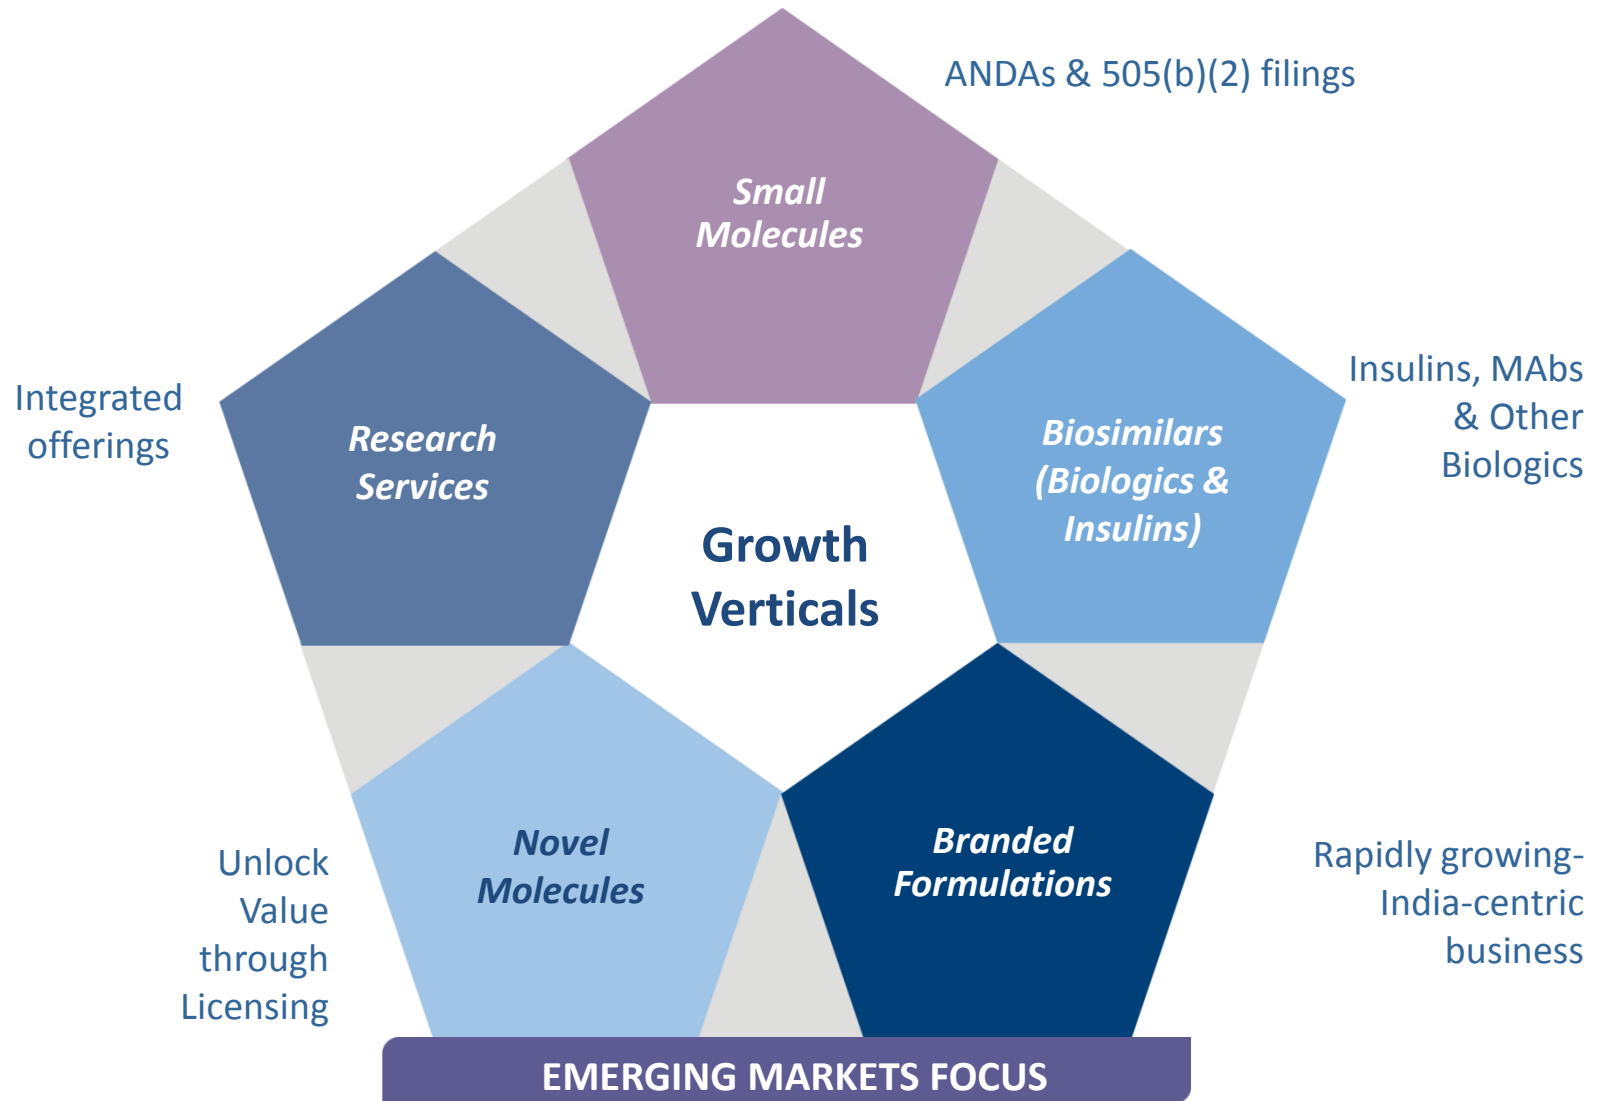 ANDAs & 505(b)(2) filings
Small
Molecules
Insulins, MAbs
& Other
Biologics
Biosimilars
(Biologics &
Insulins)
Integrated
offerings
Research
Services
Growth
Verticals
Novel
Molecules
Unlock
Value
through
Licensing
Branded
Formulations
Rapidly growing-
India-centric
business
EMERGING MARKETS FOCUS